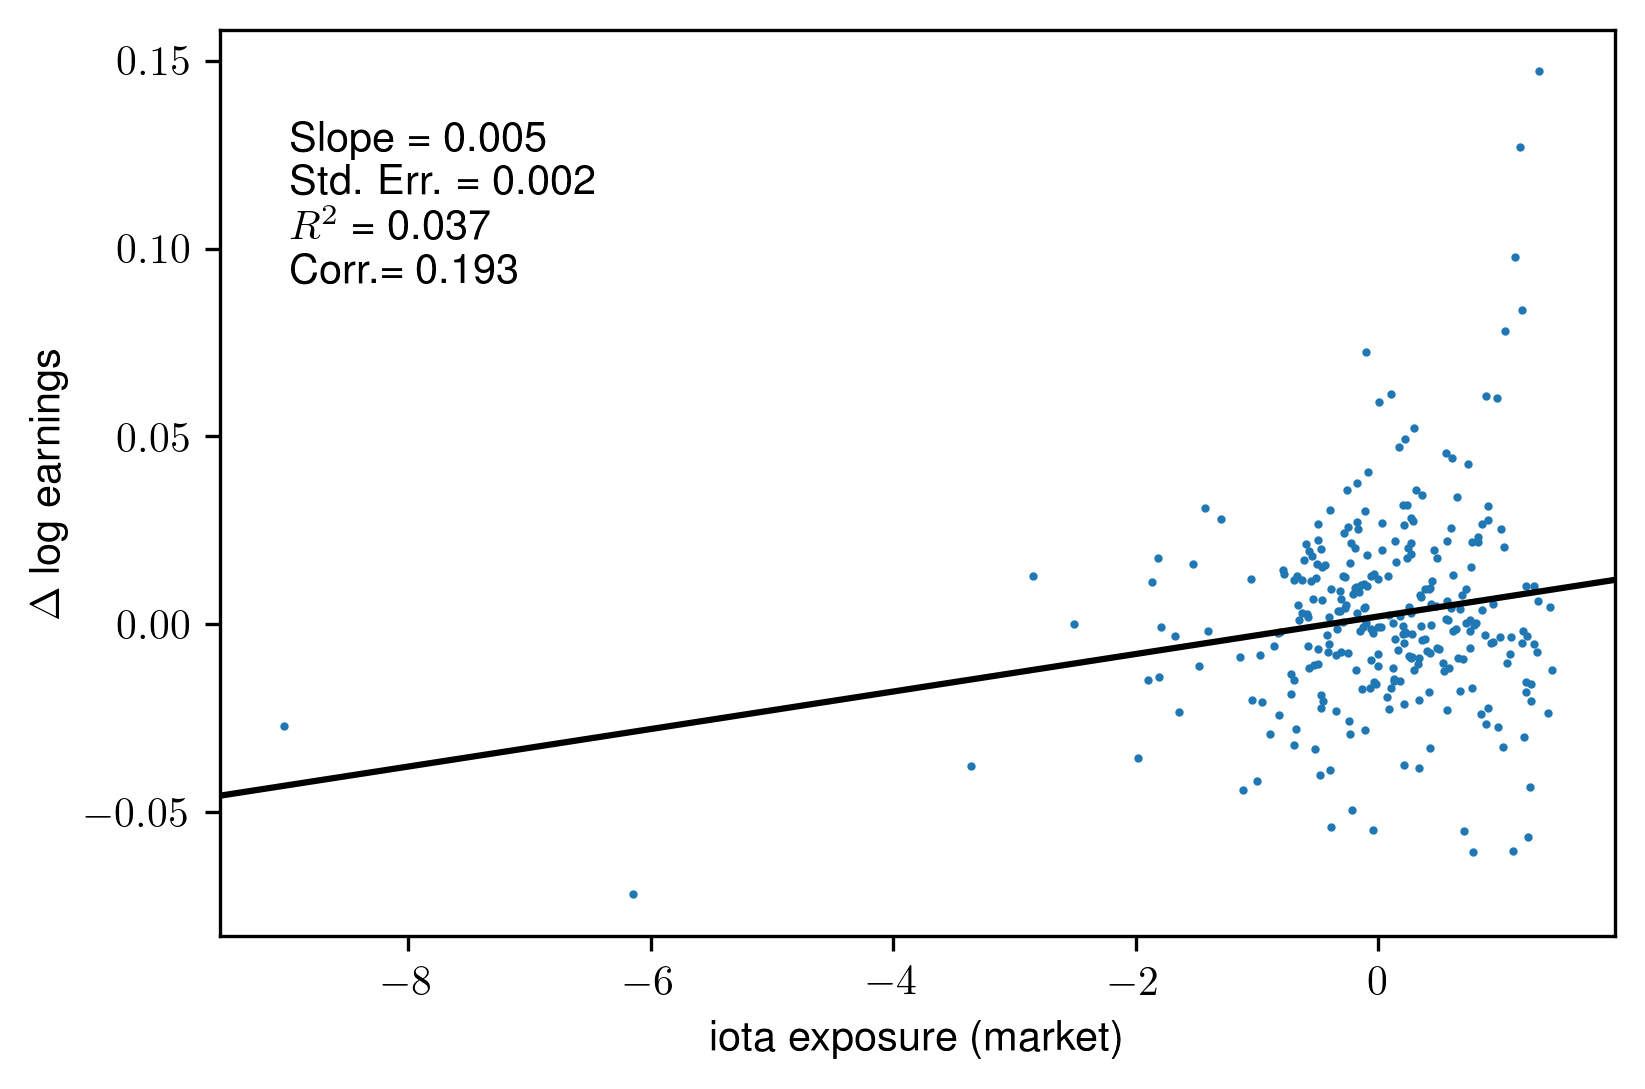 0.15
0.10
0.05
0.00
−0.05
Δ log earnings
Slope = 0.005
Std. Err. = 0.002
R² = 0.037
Corr.= 0.193
−8 −6 −4 −2 0
iota exposure (market)